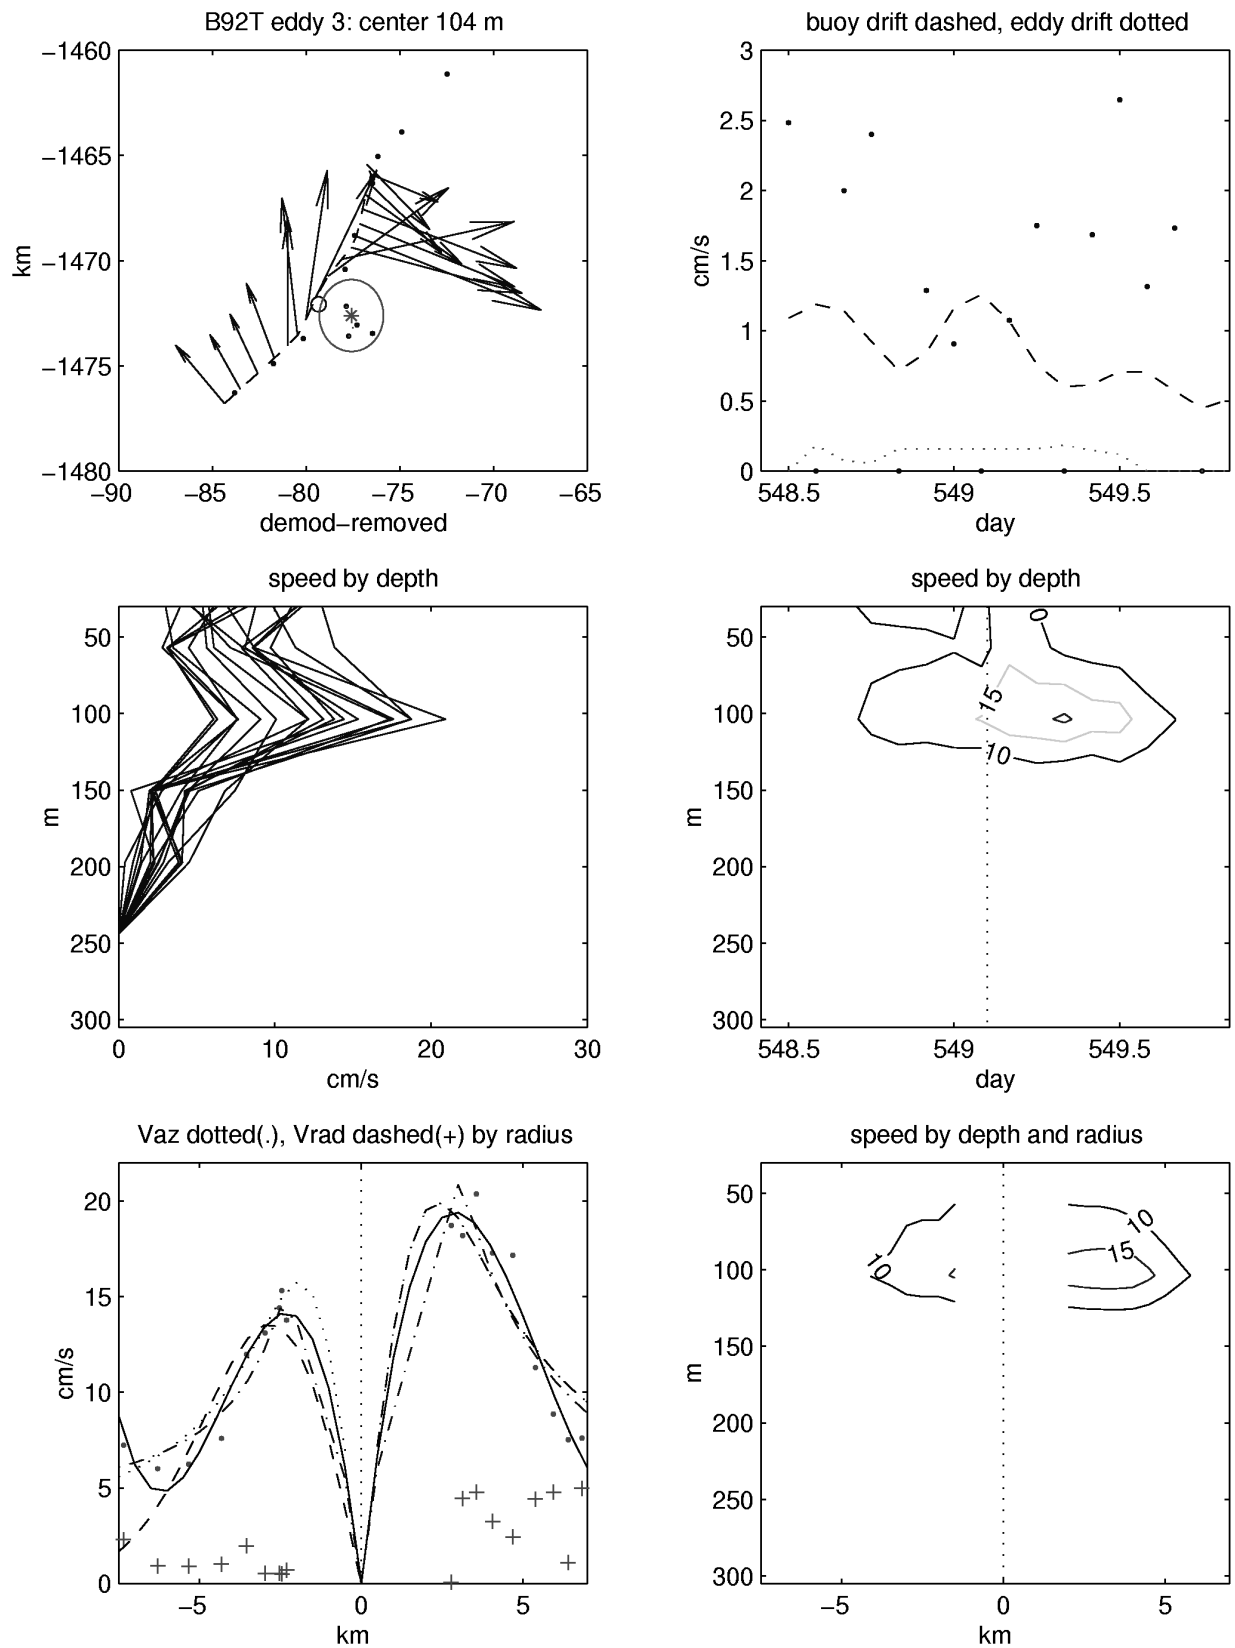 B92T eddy 3: center 104 m
−1460
−1465
−1470
−1475
−1480
km
−90 −85 −80 −75 −70 −65
demod−removed
buoy drift dashed, eddy drift dotted
3
2.5
2
1.5
1
0.5
0
cm/s
548.5 549 549.5
day
speed by depth
50
100
150
200
250
300
m
0 10 20 30
cm/s
speed by depth
50
100
150
200
250
300
m
0
15
10
548.5 549 549.5
day
Vaz dotted(.), Vrad dashed(+) by radius
20
15
10
5
0
cm/s
−5 0 5
km
speed by depth and radius
50
100
150
200
250
300
m
10
10
15
−5 0 5
km